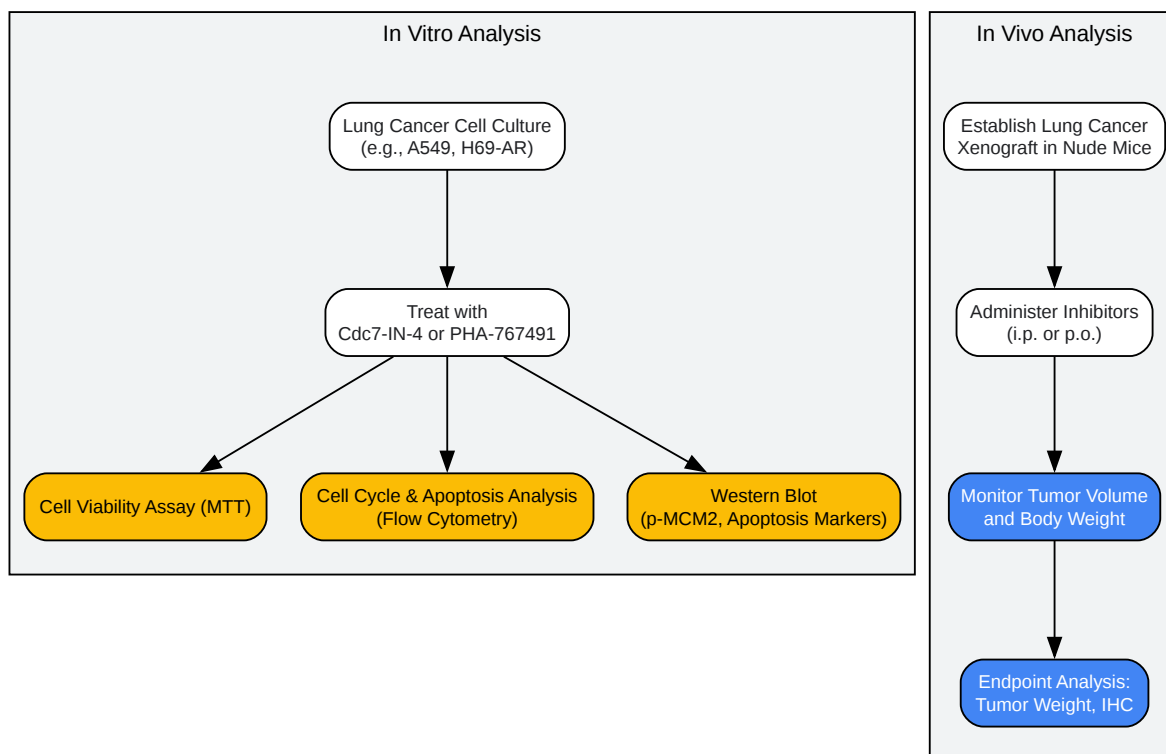 In Vitro Analysis
Lung Cancer Cell Culture
(e.g., A549, H69-AR)
Treat with
Cdc7-IN-4 or PHA-767491
Cell Viability Assay (MTT)
Cell Cycle & Apoptosis Analysis
(Flow Cytometry)
Western Blot
(p-MCM2, Apoptosis Markers)
In Vivo Analysis
Establish Lung Cancer
Xenograft in Nude Mice
Administer Inhibitors
(i.p. or p.o.)
Monitor Tumor Volume
and Body Weight
Endpoint Analysis:
Tumor Weight, IHC